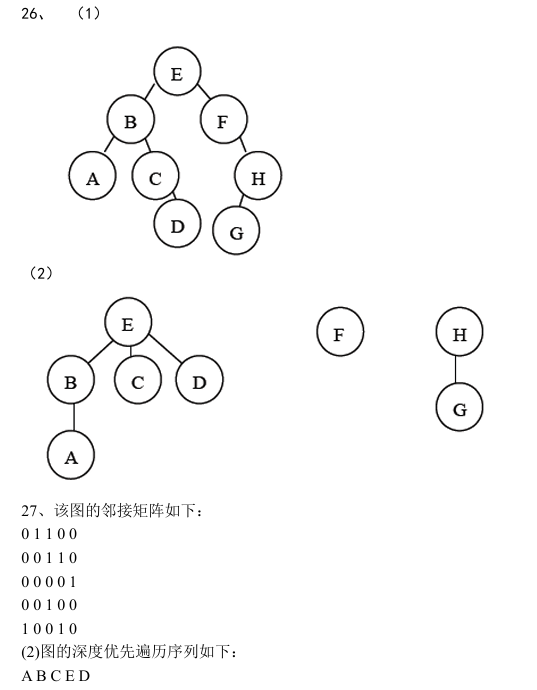 26、 （1）
E
B F
A C H
D G
（2）
E F H
B C D G
A
27、该图的邻接矩阵如下：
0 1 1 0 0
0 0 1 1 0
0 0 0 0 1
0 0 1 0 0
1 0 0 1 0
(2)图的深度优先遍历序列如下：
A B C E D